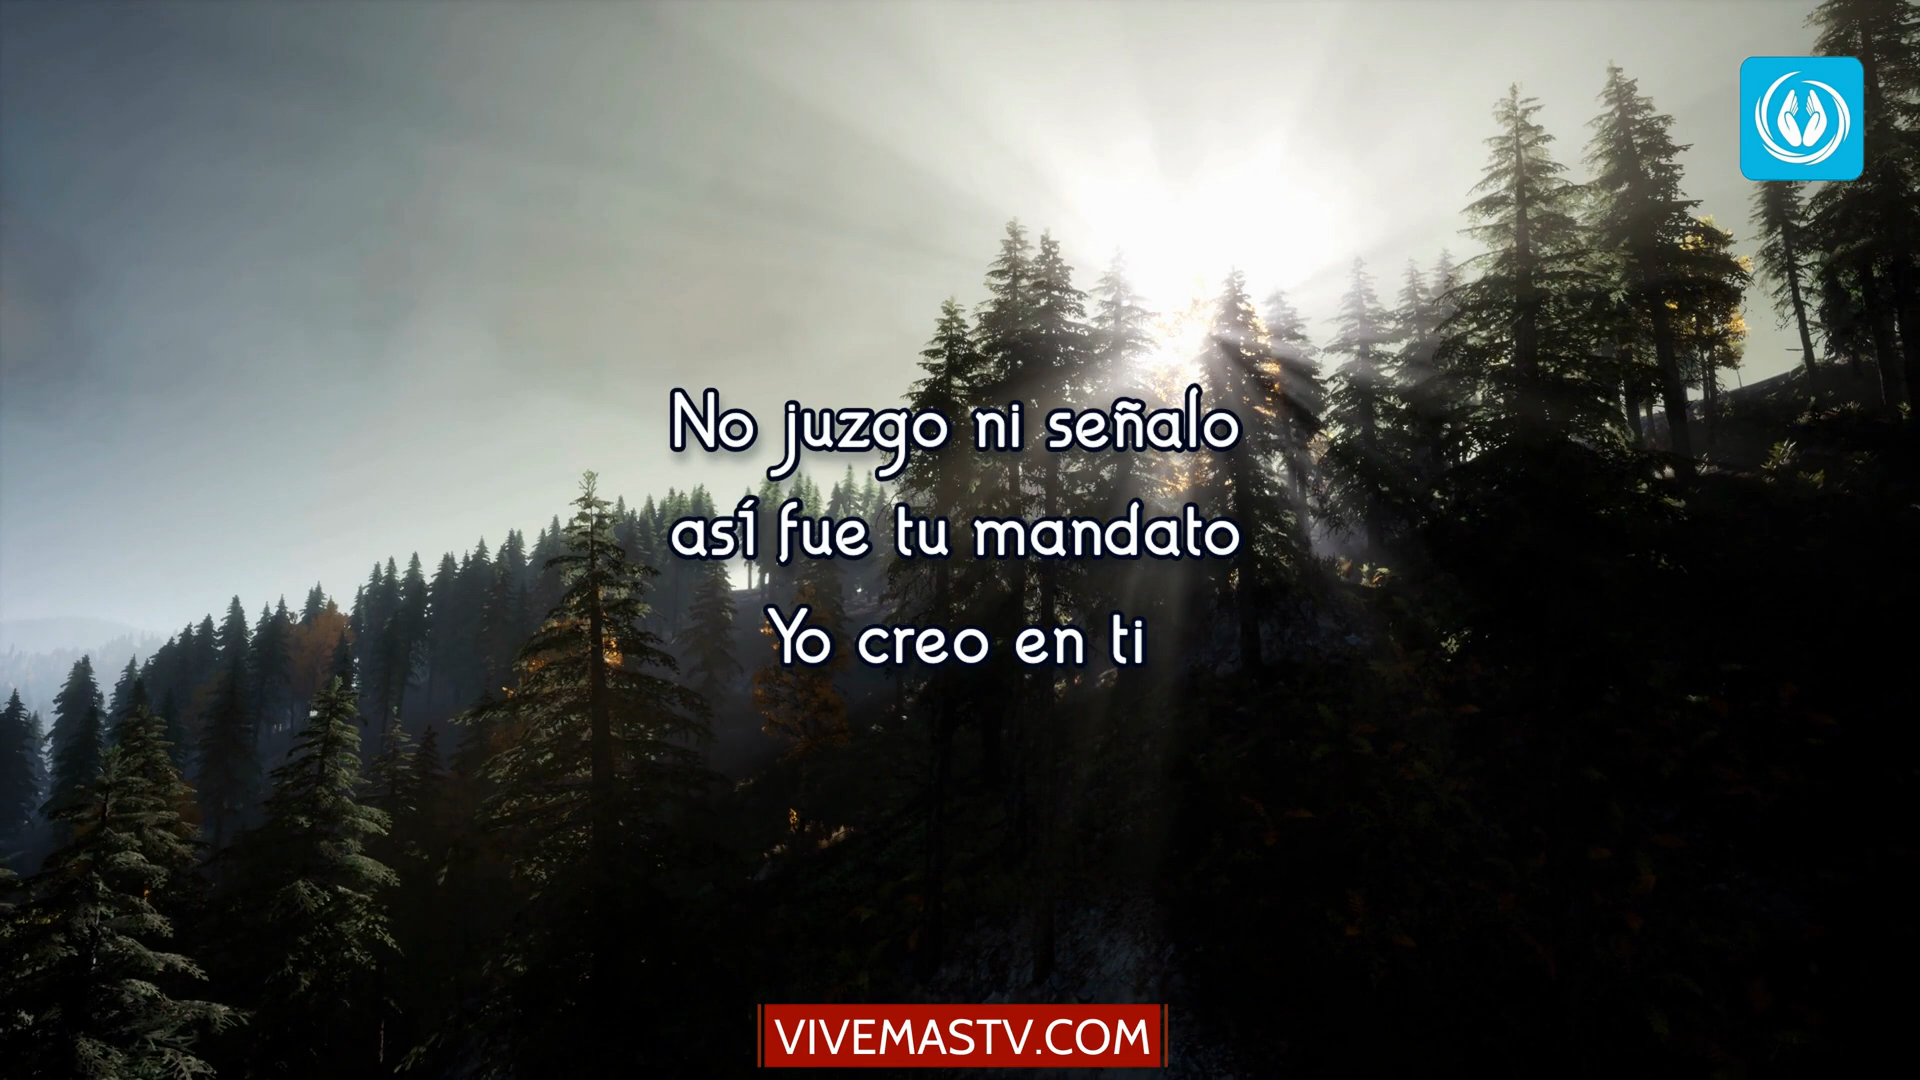 No juzgo ni señalo
así fue tu mandato
Yo creo en ti
VIVEMASTV.COM